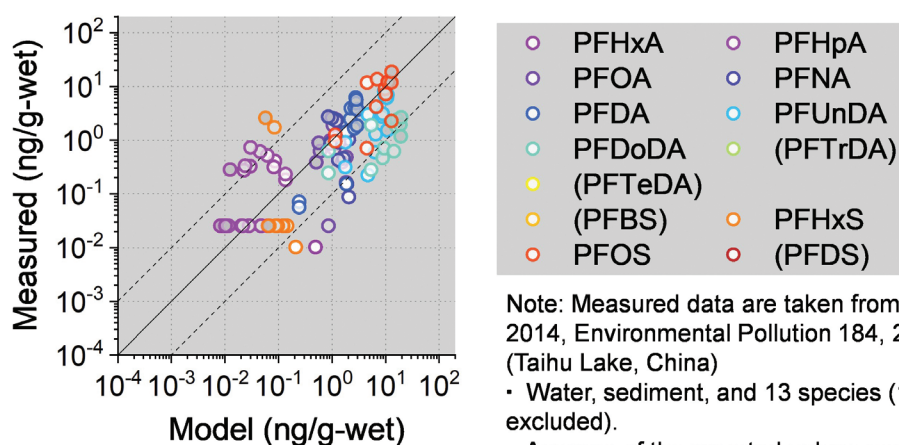 Measured (ng/g-wet)
10²
10¹
10⁰
10⁻¹
10⁻²
10⁻³
10⁻⁴
10⁻⁴ 10⁻³ 10⁻² 10⁻¹ 10⁰ 10¹ 10²
Model (ng/g-wet)
PFHxA PFHpA
PFOA PFNA
PFDA PFUnDA
PFDoDA (PFTrDA)
(PFTeDA)
(PFBS) PFHxS
PFOS (PFDS)
Note: Measured data are taken from
2014, Environmental Pollution 184, 2
(Taihu Lake, China)
· Water, sediment, and 13 species (
excluded).